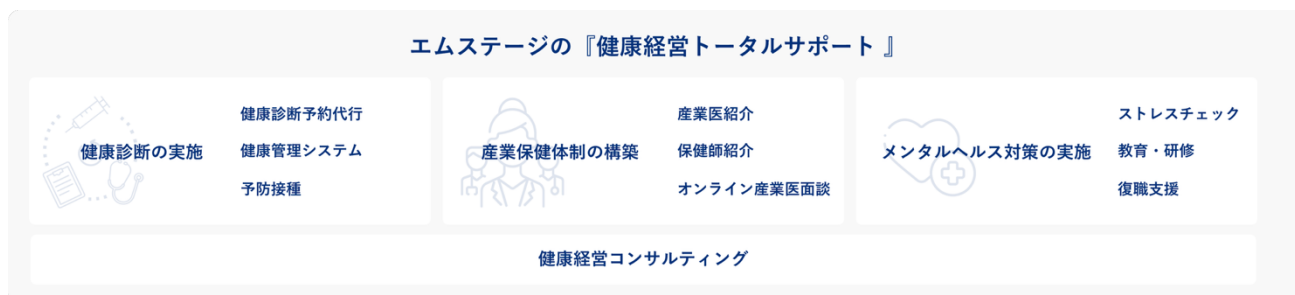 エムステージの『健康経営トータルサポート 』
健康診断の実施
健康診断予約代行
健康管理システム
予防接種
産業保健体制の構築
産業医紹介
保健師紹介
オンライン産業医面談
メンタルヘルス対策の実施
ストレスチェック
教育・研修
復職支援
健康経営コンサルティング